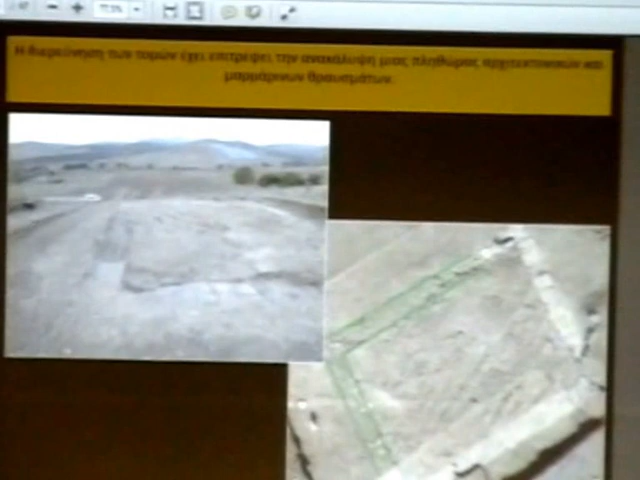 Η διερεύνηση των τομών έχει επιτρέψει την ανακάλυψη μιας πληθώρας αρχιτεκτονικών και
μαρμάρινων θραυσμάτων.